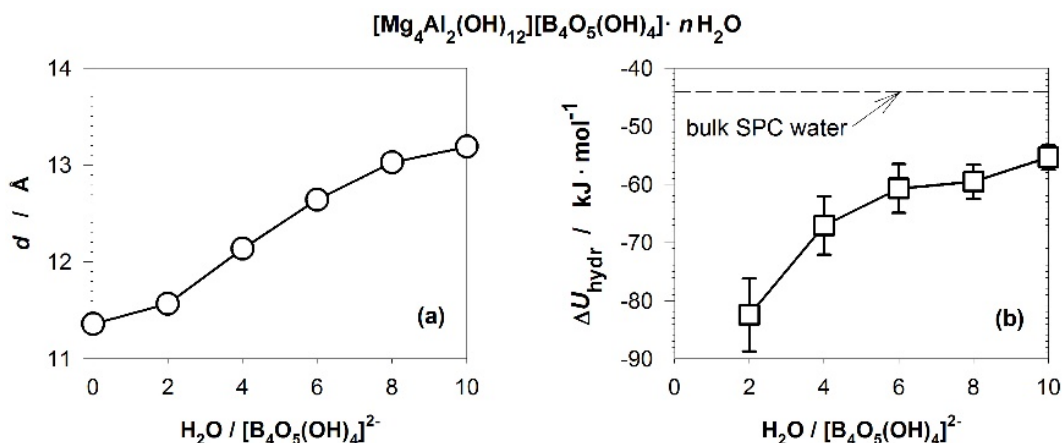 [Mg₄Al₂(OH)₁₂][B₄O₅(OH)₄]· n H₂O
14
13
12
11
d / Å
(a)
0 2 4 6 8 10
H₂O / [B₄O₅(OH)₄]²⁻
-40
-50
-60
-70
-80
-90
ΔU hydr / kJ · mol⁻¹
bulk SPC water
(b)
0 2 4 6 8 10
H₂O / [B₄O₅(OH)₄]²⁻